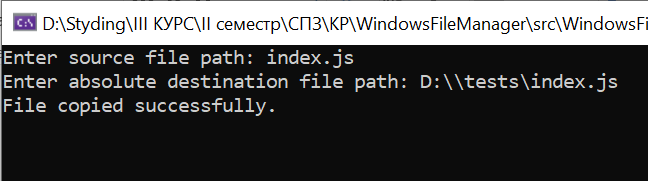 D:\Styding\III КУРС\II семестр\СПЗ\КР\WindowsFileManager\src\WindowsFi
Enter source file path: index.js
Enter absolute destination file path: D:\\tests\index.js
File copied successfully.